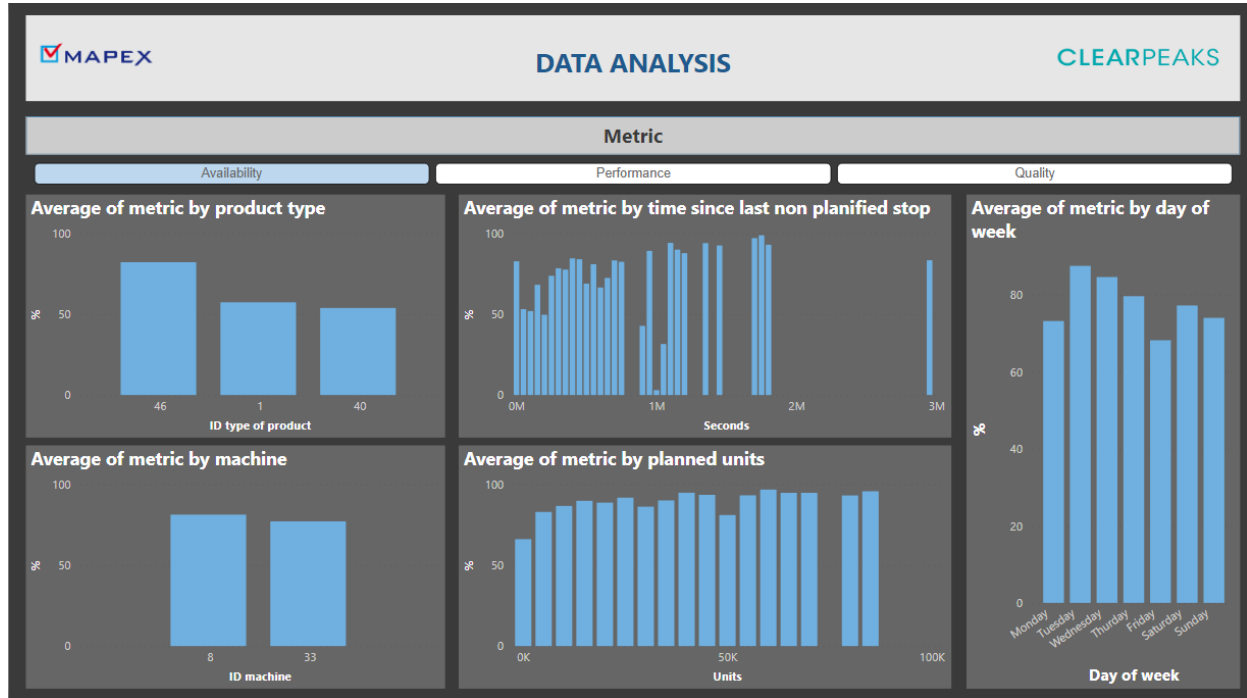 MAPEX
DATA ANALYSIS
CLEARPEAKS
Metric
Availability
Performance
Quality
Average of metric by product type
100
50
0
%
46
1
40
ID type of product
Average of metric by time since last non planified stop
100
50
0
%
0M
1M
2M
3M
Seconds
Average of metric by day of
week
80
60
40
20
0
%
Monday
Tuesday
Wednesday
Thurday
Friday
Saturday
Sunday
Day of week
Average of metric by machine
100
50
0
%
8
33
ID machine
Average of metric by planned units
100
50
0
%
0K
50K
100K
Units